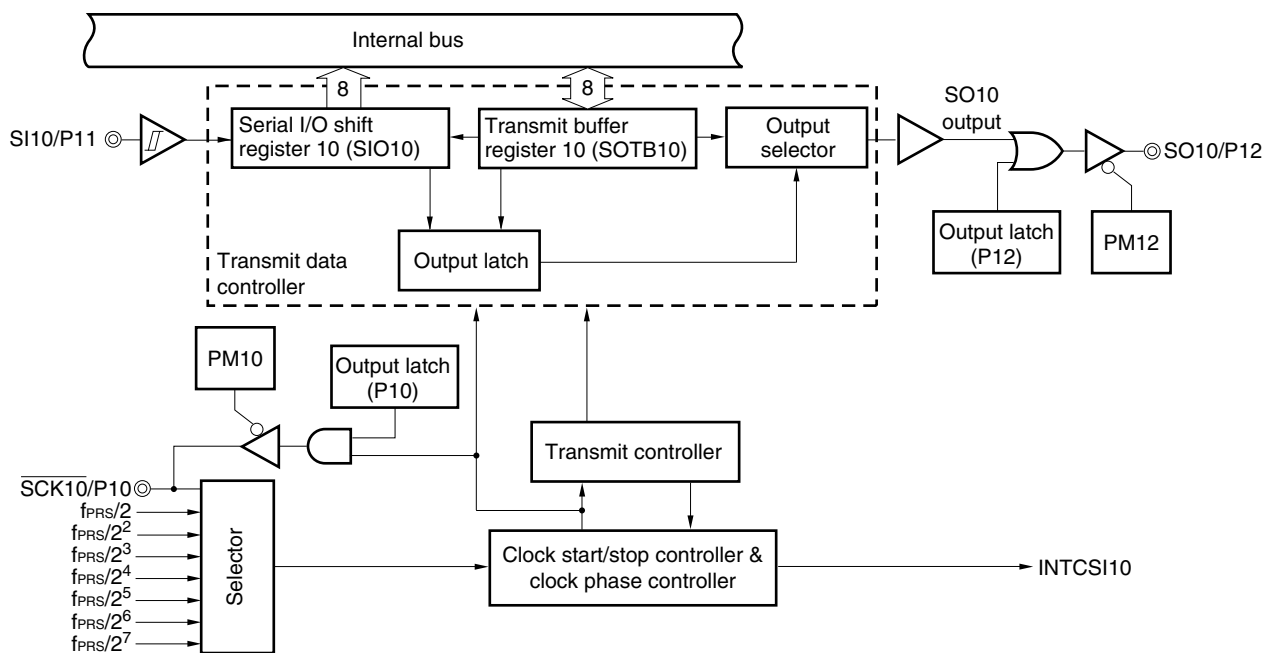 Internal bus
8
8
SI10/P11
Serial I/O shift
register 10 (SIO10)
Transmit buffer
register 10 (SOTB10)
Output
selector
SO10
output
SO10/P12
Output latch
(P12)
PM12
Output latch
Transmit data
controller
PM10
Output latch
(P10)
Transmit controller
SCK10/P10
fPRS/2
fPRS/2²
fPRS/2³
fPRS/2⁴
fPRS/2⁵
fPRS/2⁶
fPRS/2⁷
Selector
Clock start/stop controller &
clock phase controller
INTCSI10